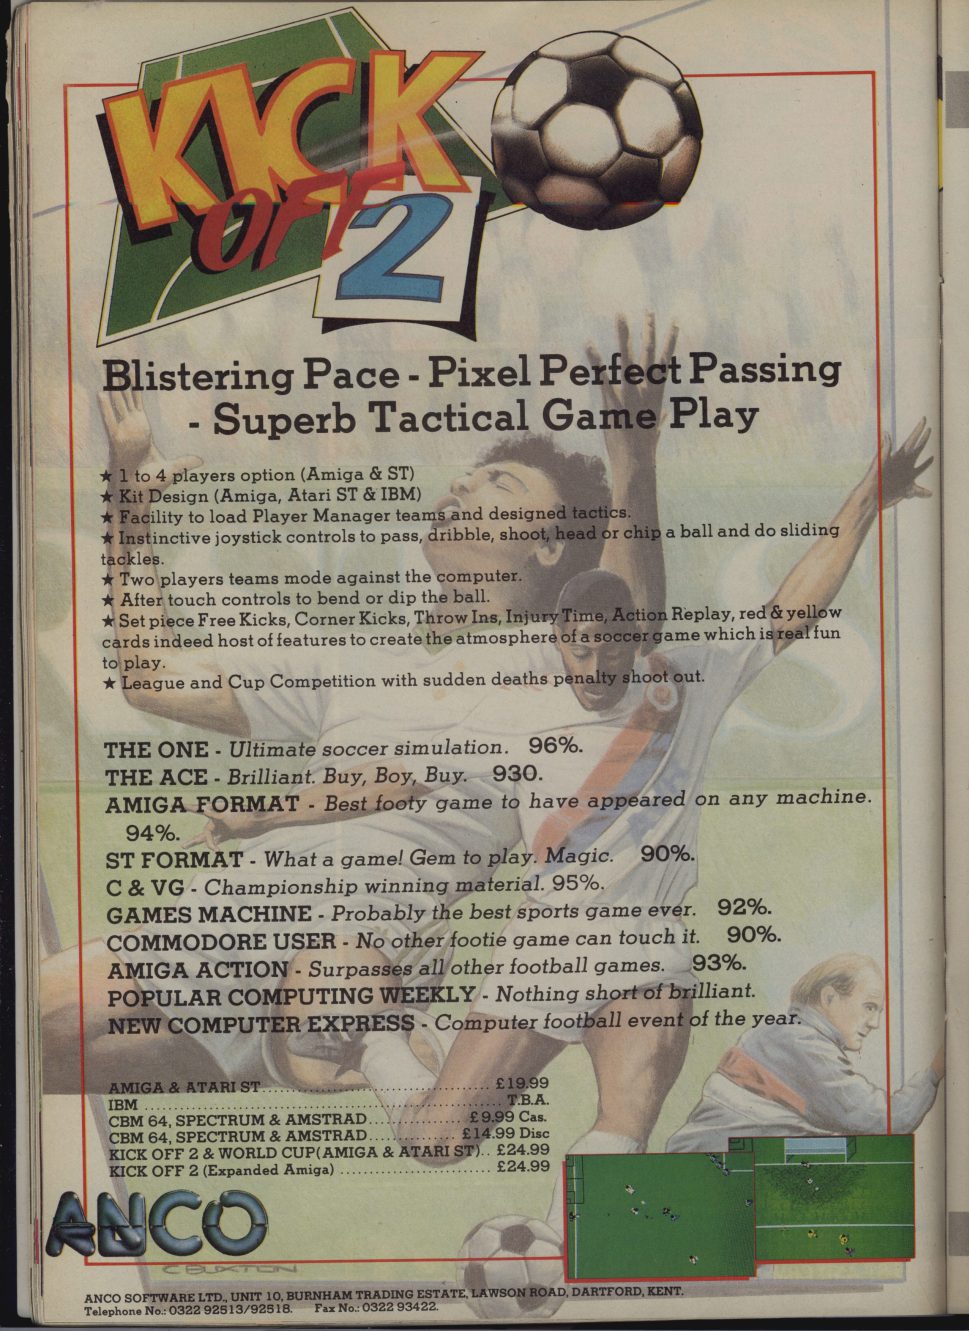 KICK
OFF
2
Blistering Pace - Pixel Perfect Passing
- Superb Tactical Game Play
★ 1 to 4 players option (Amiga & ST)
★ Kit Design (Amiga, Atari ST & IBM)
★ Facility to load Player Manager teams and designed tactics.
★ Instinctive joystick controls to pass, dribble, shoot, head or chip a ball and do sliding
tackles.
★ Two players teams mode against the computer.
★ After touch controls to bend or dip the ball.
★ Set piece Free Kicks, Corner Kicks, Throw Ins, Injury Time, Action Replay, red & yellow
cards indeed host of features to create the atmosphere of a soccer game which is real fun
to play.
★ League and Cup Competition with sudden deaths penalty shoot out.
THE ONE - Ultimate soccer simulation. 96%.
THE ACE - Brilliant. Buy, Boy, Buy. 930.
AMIGA FORMAT - Best footy game to have appeared on any machine.
94%.
ST FORMAT - What a game! Gem to play. Magic. 90%.
C & VG - Championship winning material. 95%.
GAMES MACHINE - Probably the best sports game ever. 92%.
COMMODORE USER - No other footie game can touch it. 90%.
AMIGA ACTION - Surpasses all other football games. 93%.
POPULAR COMPUTING WEEKLY - Nothing short of brilliant.
NEW COMPUTER EXPRESS - Computer football event of the year.
AMIGA & ATARI ST................................ £19.99
IBM ................................................ T.B.A.
CBM 64, SPECTRUM & AMSTRAD.............. £9.99 Cas.
CBM 64, SPECTRUM & AMSTRAD............. £14.99 Disc
KICK OFF 2 & WORLD CUP(AMIGA & ATARI ST).. £24.99
KICK OFF 2 (Expanded Amiga) ...................... £24.99
ANCO
C BUXTON
ANCO SOFTWARE LTD., UNIT 10, BURNHAM TRADING ESTATE, LAWSON ROAD, DARTFORD, KENT.
Telephone No.: 0322 92513/92518. Fax No.: 0322 93422.